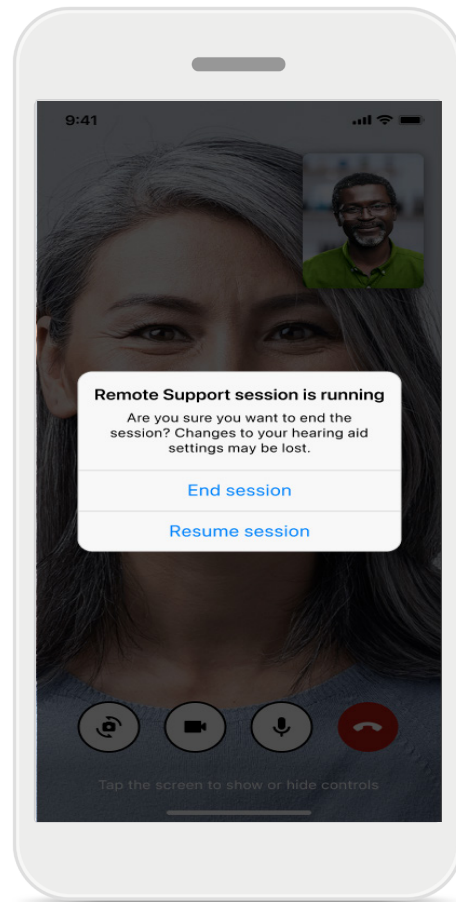 9:41
Remote Support session is running
Are you sure you want to end the
session? Changes to your hearing aid
settings may be lost.
End session
Resume session
Tap the screen to show or hide controls